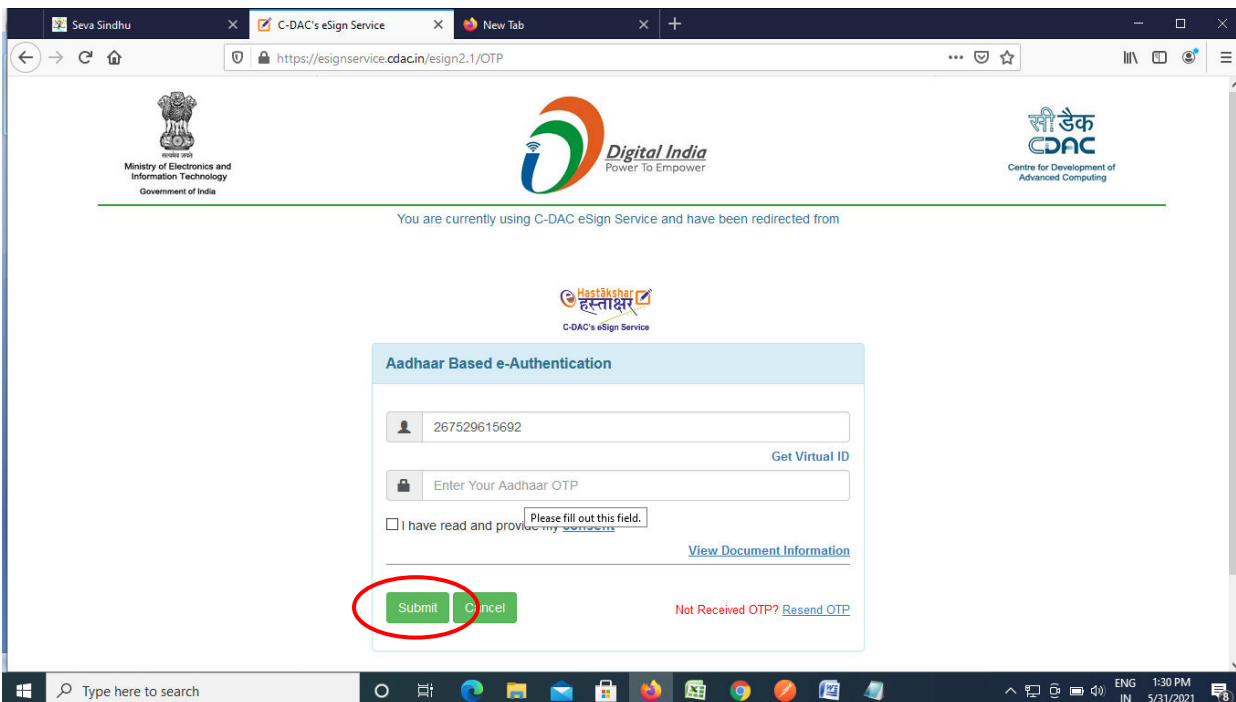 Seva Sindhu
C-DAC's eSign Service
New Tab
https://esignservice.cdac.in/esign2.1/OTP
सत्यमेव जयते
Ministry of Electronics and
Information Technology
Government of India
Digital India
Power To Empower
सी डैक
CDAC
Centre for Development of
Advanced Computing
You are currently using C-DAC eSign Service and have been redirected from
e Hastākshar
हस्ताक्षर
C-DAC's eSign Service
Aadhaar Based e-Authentication
267529615692
Get Virtual ID
Enter Your Aadhaar OTP
Please fill out this field.
I have read and provide my consent
View Document Information
Submit Cancel
Not Received OTP? Resend OTP
Type here to search
ENG 1:30 PM
IN 5/31/2021
8